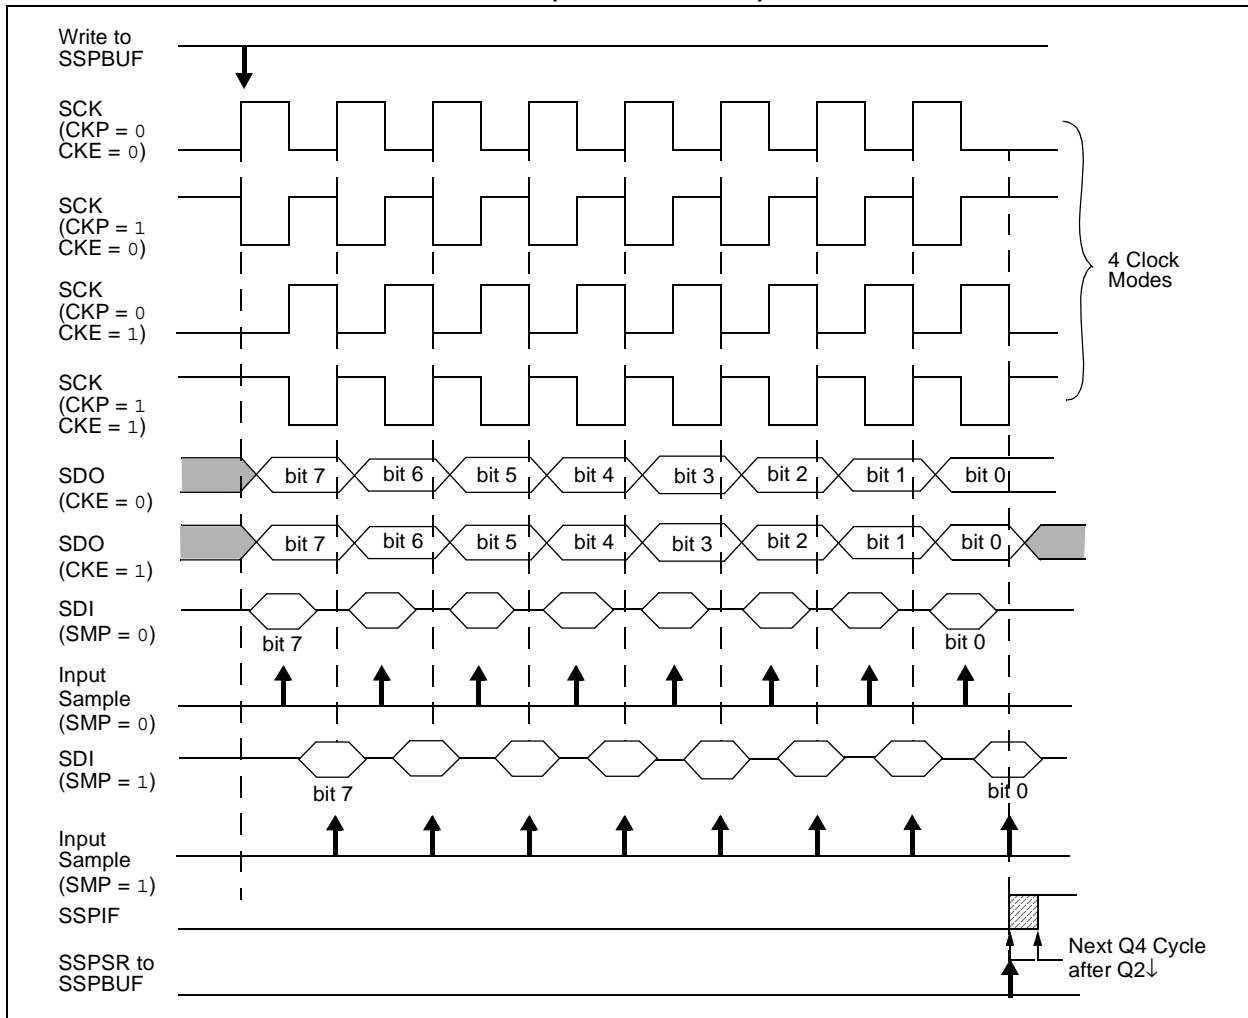 Write to
SSPBUF
SCK
(CKP = 0
CKE = 0)
SCK
(CKP = 1
CKE = 0)
SCK
(CKP = 0
CKE = 1)
SCK
(CKP = 1
CKE = 1)
4 Clock
Modes
SDO
(CKE = 0)
bit 7 bit 6 bit 5 bit 4 bit 3 bit 2 bit 1 bit 0
SDO
(CKE = 1)
bit 7 bit 6 bit 5 bit 4 bit 3 bit 2 bit 1 bit 0
SDI
(SMP = 0)
bit 7 bit 0
Input
Sample
(SMP = 0)
SDI
(SMP = 1)
bit 7 bit 0
Input
Sample
(SMP = 1)
SSPIF
Next Q4 Cycle
after Q2↓
SSPSR to
SSPBUF